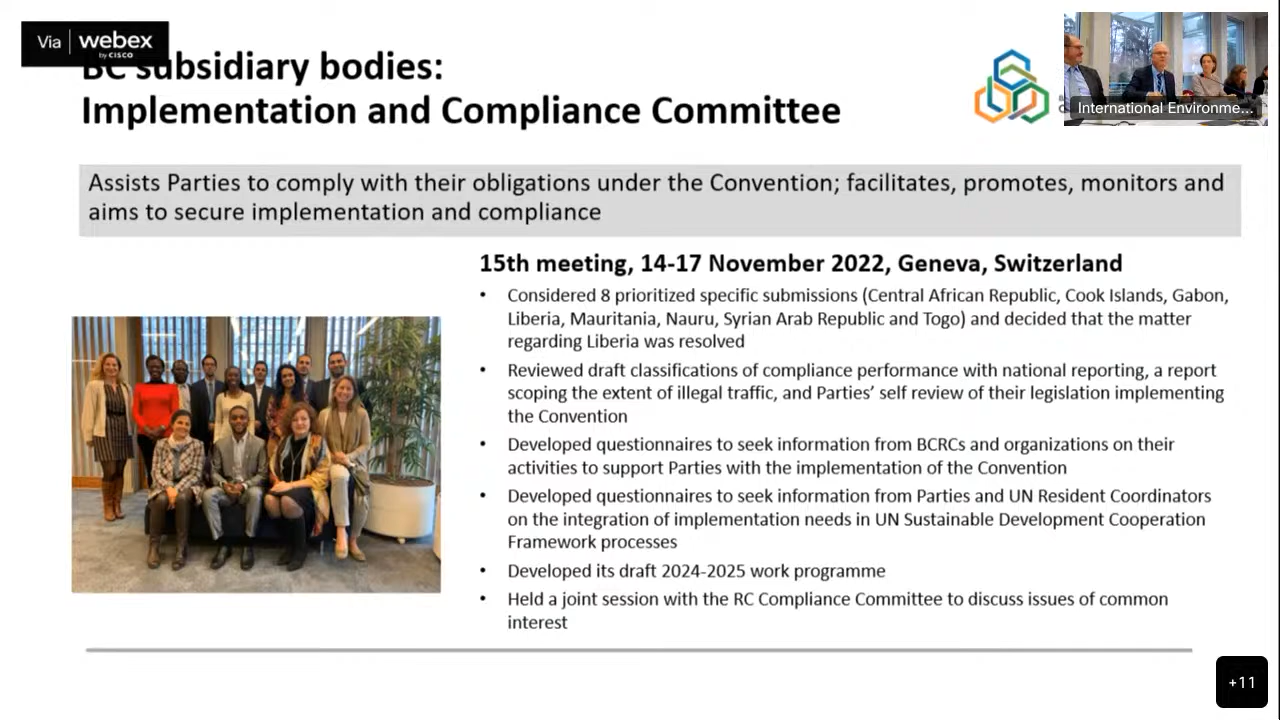 Via webex
by CISCO
BC subsidiary bodies:
Implementation and Compliance Committee
International Environme...
Assists Parties to comply with their obligations under the Convention; facilitates, promotes, monitors and
aims to secure implementation and compliance
15th meeting, 14-17 November 2022, Geneva, Switzerland
• Considered 8 prioritized specific submissions (Central African Republic, Cook Islands, Gabon,
Liberia, Mauritania, Nauru, Syrian Arab Republic and Togo) and decided that the matter
regarding Liberia was resolved
• Reviewed draft classifications of compliance performance with national reporting, a report
scoping the extent of illegal traffic, and Parties’ self review of their legislation implementing
the Convention
• Developed questionnaires to seek information from BCRCs and organizations on their
activities to support Parties with the implementation of the Convention
• Developed questionnaires to seek information from Parties and UN Resident Coordinators
on the integration of implementation needs in UN Sustainable Development Cooperation
Framework processes
• Developed its draft 2024-2025 work programme
• Held a joint session with the RC Compliance Committee to discuss issues of common
interest
+11